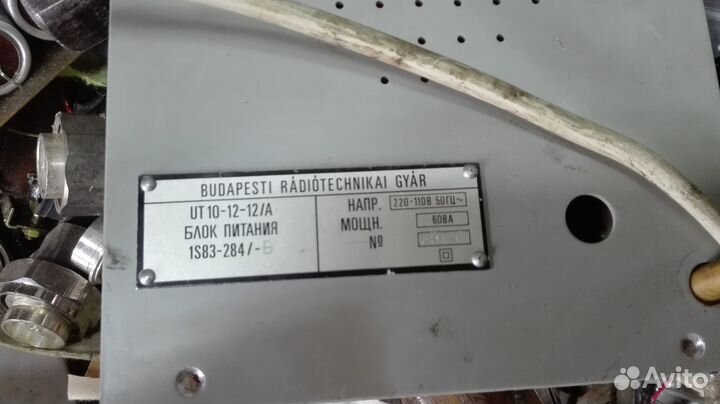 BUDAPESTI RÁDIÓTECHNIKAI GYÁR
UT10-12-12/A
БЛОК ПИТАНИЯ
1S83-284/-B
НАПР. 220-110В 50ГЦ~
МОЩН. 60ВА
№
Avito